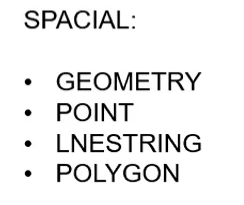 SPACIAL:
• GEOMETRY
• POINT
• LNESTRING
• POLYGON